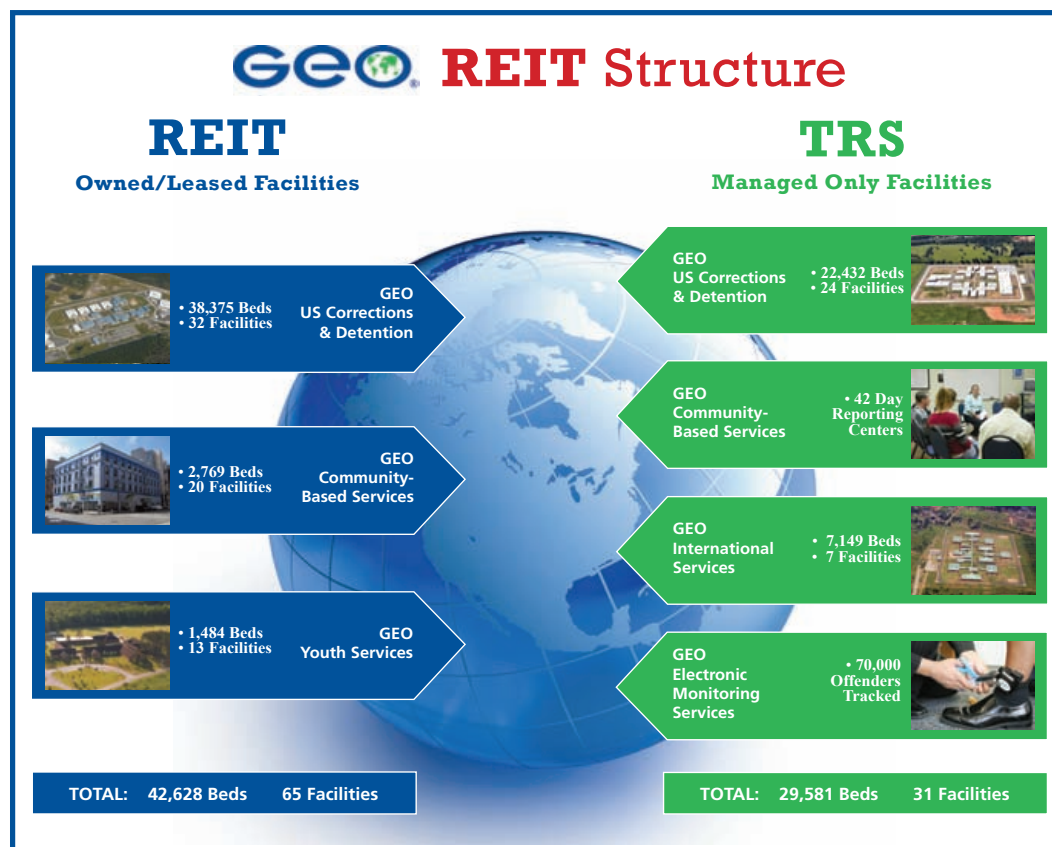 GEO® REIT Structure
REIT
Owned/Leased Facilities
• 38,375 Beds
• 32 Facilities
GEO
US Corrections
& Detention
• 2,769 Beds
• 20 Facilities
GEO
Community-
Based Services
• 1,484 Beds
• 13 Facilities
GEO
Youth Services
TOTAL: 42,628 Beds 65 Facilities
TRS
Managed Only Facilities
GEO
US Corrections
& Detention
• 22,432 Beds
• 24 Facilities
GEO
Community-
Based Services
• 42 Day
Reporting
Centers
GEO
International
Services
• 7,149 Beds
• 7 Facilities
GEO
Electronic
Monitoring
Services
• 70,000
Offenders
Tracked
TOTAL: 29,581 Beds 31 Facilities